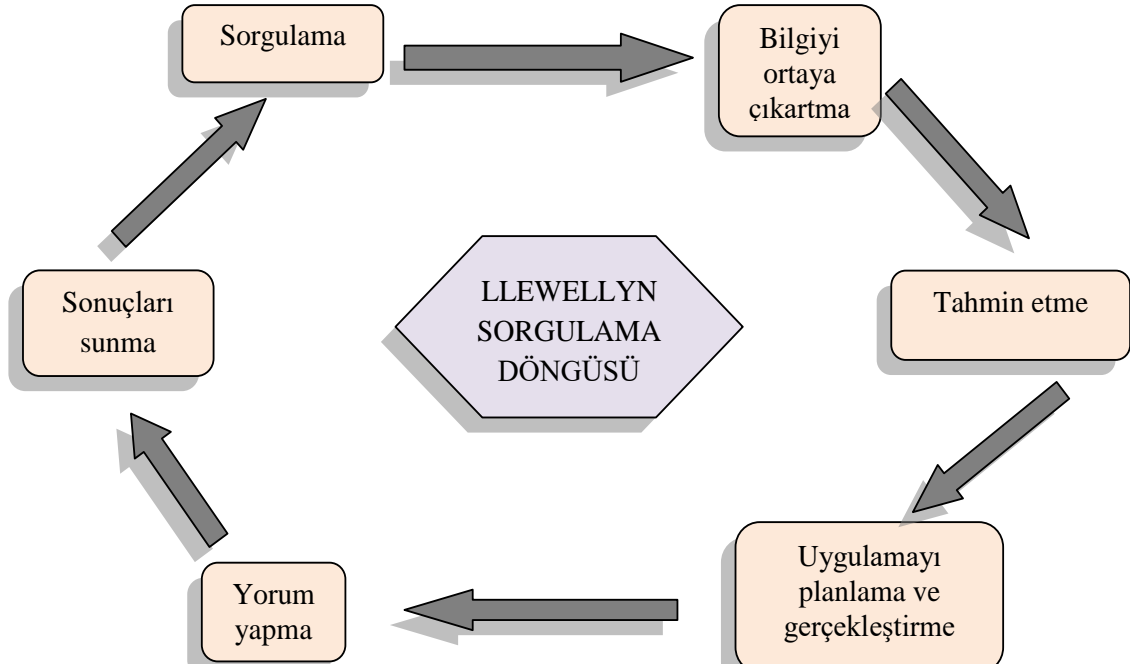 Sorgulama
Bilgiyi
ortaya
çıkartma
Tahmin etme
Uygulamayı
planlama ve
gerçekleştirme
Yorum
yapma
Sonuçları
sunma
LLEWELLYN
SORGULAMA
DÖNGÜSÜ